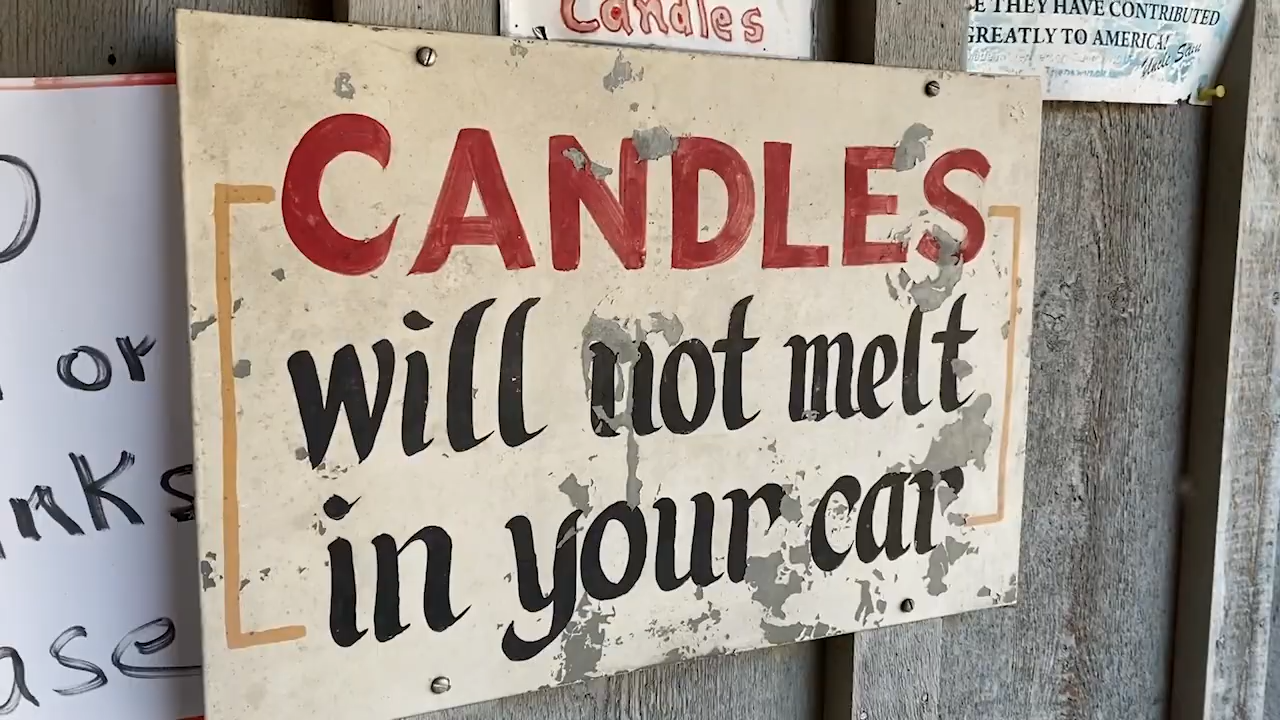 Candles
E THEY HAVE CONTRIBUTED
GREATLY TO AMERICA!
Uncle Sam
CANDLES
will not melt
in your car
or
nks
ase